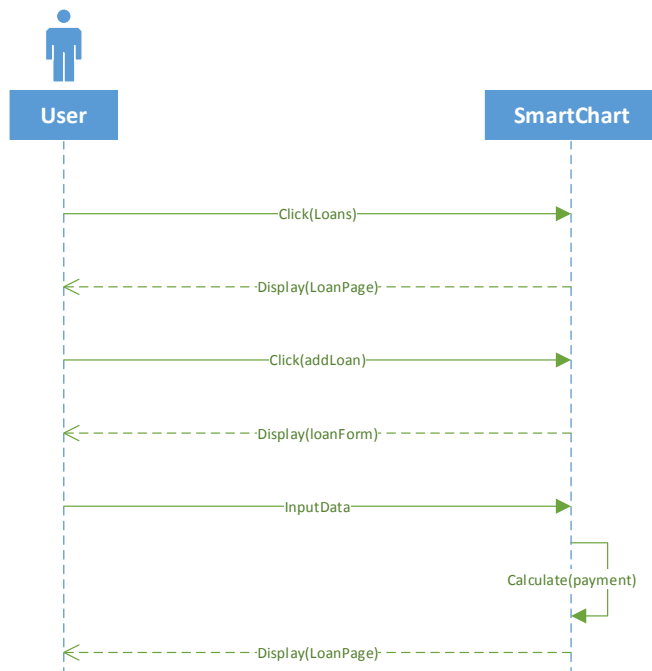 User
SmartChart
Click(Loans)
Display(LoanPage)
Click(addLoan)
Display(loanForm)
InputData
Calculate(payment)
Display(LoanPage)